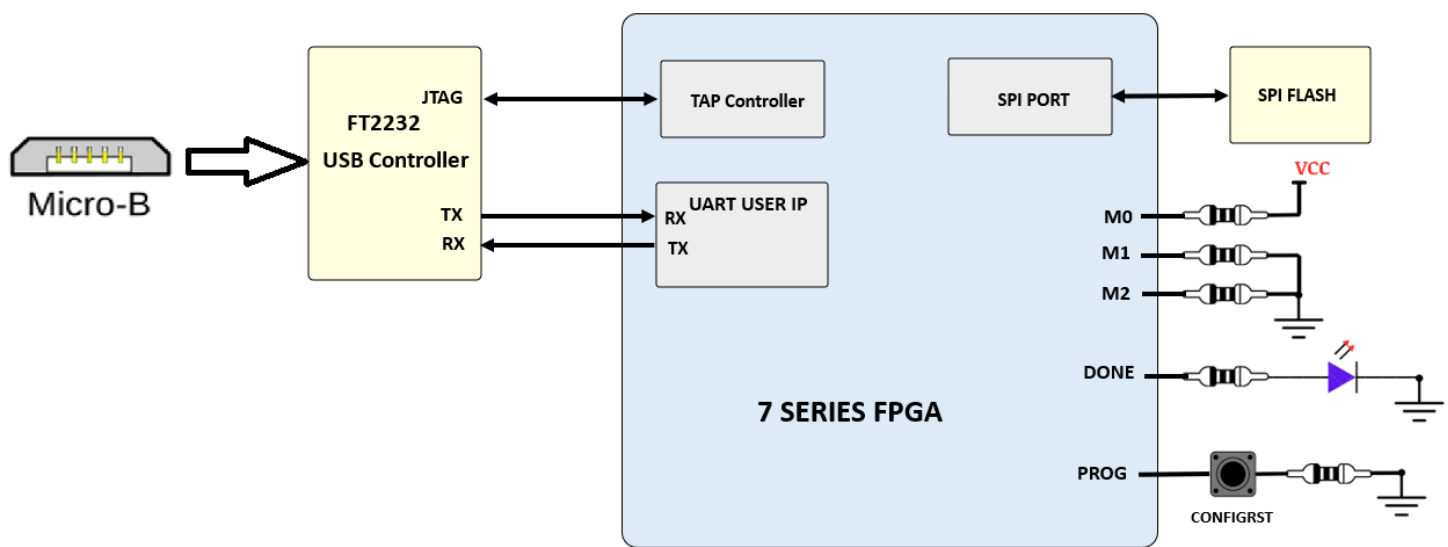 Micro-B
JTAG
FT2232
USB Controller
TX
RX
TAP Controller
UART USER IP
RX
TX
7 SERIES FPGA
SPI PORT
SPI FLASH
VCC
M0
M1
M2
DONE
PROG
CONFIGRST